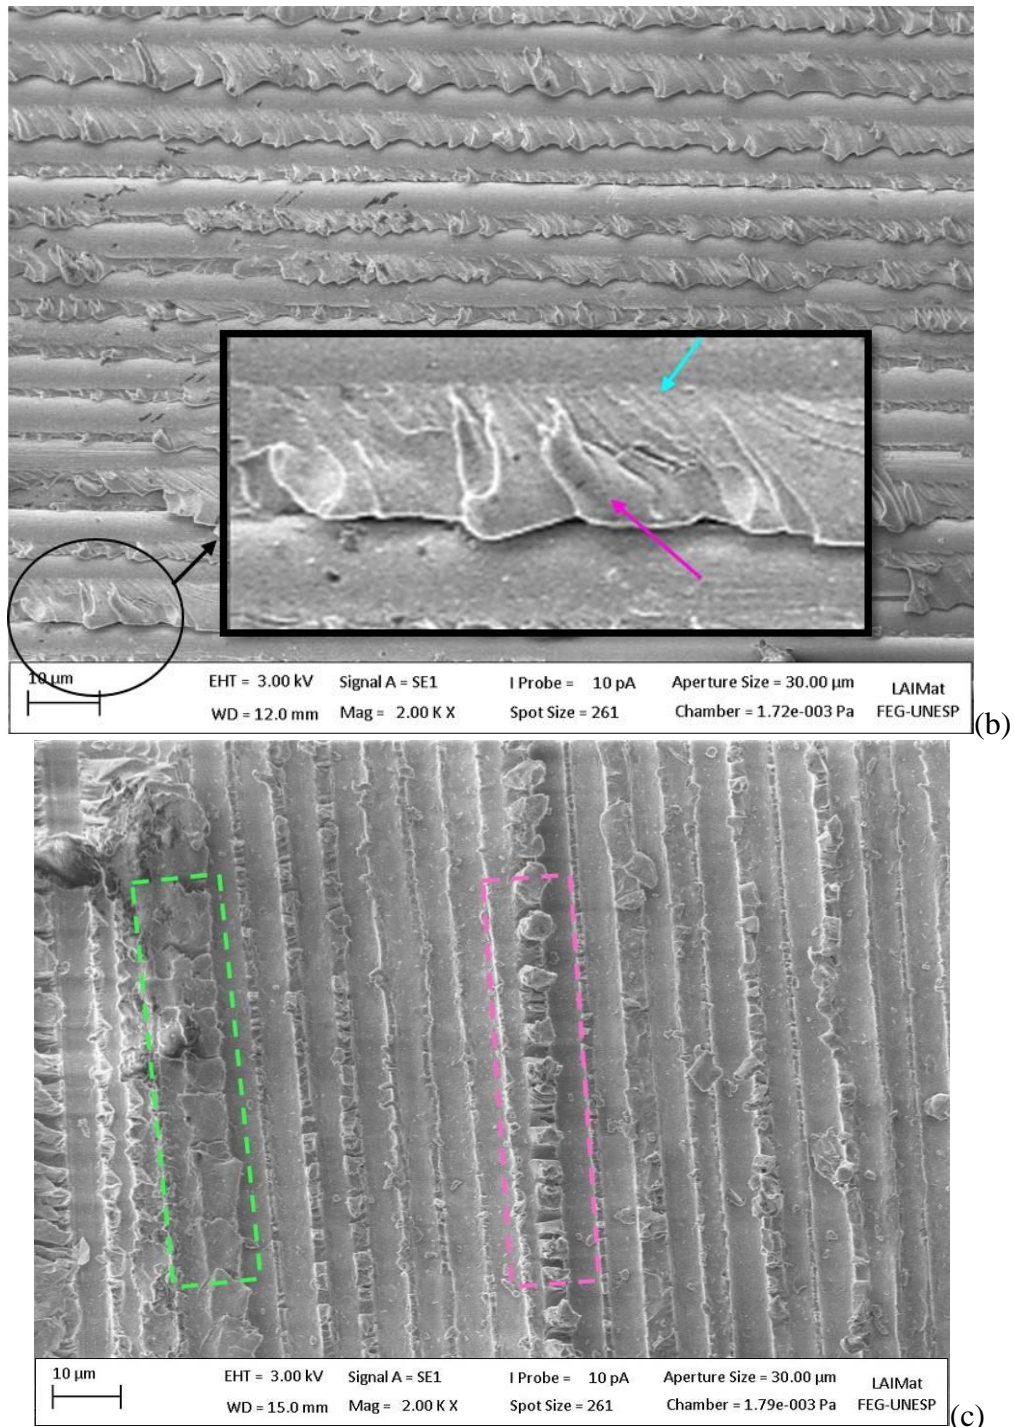 10 µm EHT = 3.00 kV Signal A = SE1 I Probe = 10 pA Aperture Size = 30.00 µm LAIMat
WD = 12.0 mm Mag = 2.00 K X Spot Size = 261 Chamber = 1.72e-003 Pa FEG-UNESP
(b)
10 µm EHT = 3.00 kV Signal A = SE1 I Probe = 10 pA Aperture Size = 30.00 µm LAIMat
WD = 15.0 mm Mag = 2.00 K X Spot Size = 261 Chamber = 1.79e-003 Pa FEG-UNESP
(c)